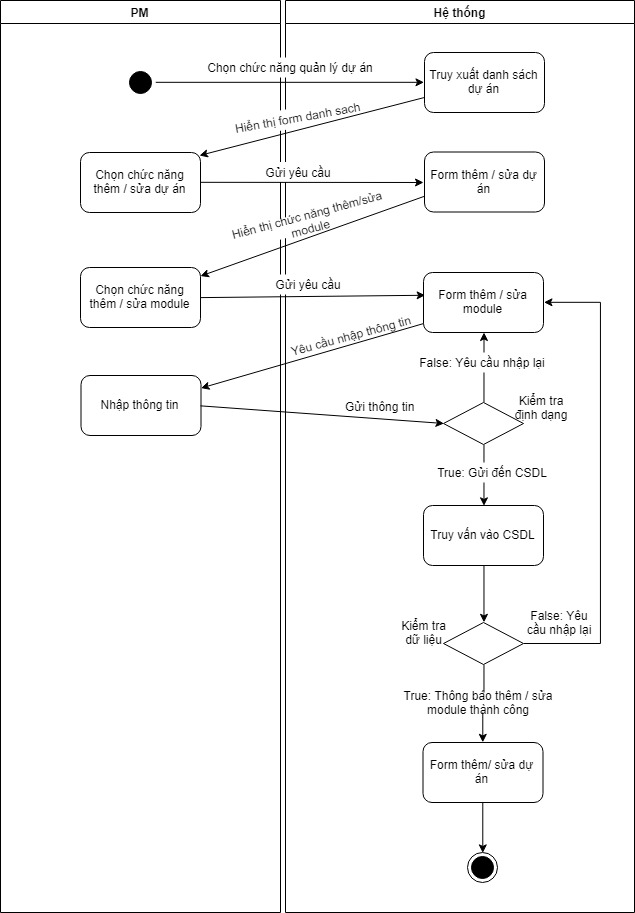 PM
Hệ thống
Chọn chức năng quản lý dự án
Truy xuất danh sách
dự án
Hiển thị form danh sach
Chọn chức năng
thêm / sửa dự án
Gửi yêu cầu
Form thêm / sửa dự
án
Hiển thị chức năng thêm/sửa
module
Chọn chức năng
thêm / sửa module
Gửi yêu cầu
Form thêm / sửa
module
Yêu cầu nhập thông tin
False: Yêu cầu nhập lại
Nhập thông tin
Gửi thông tin
Kiểm tra
định dạng
True: Gửi đến CSDL
Truy vấn vào CSDL
Kiểm tra
dữ liệu
False: Yêu
cầu nhập lại
True: Thông báo thêm / sửa
module thành công
Form thêm/ sửa dự
án